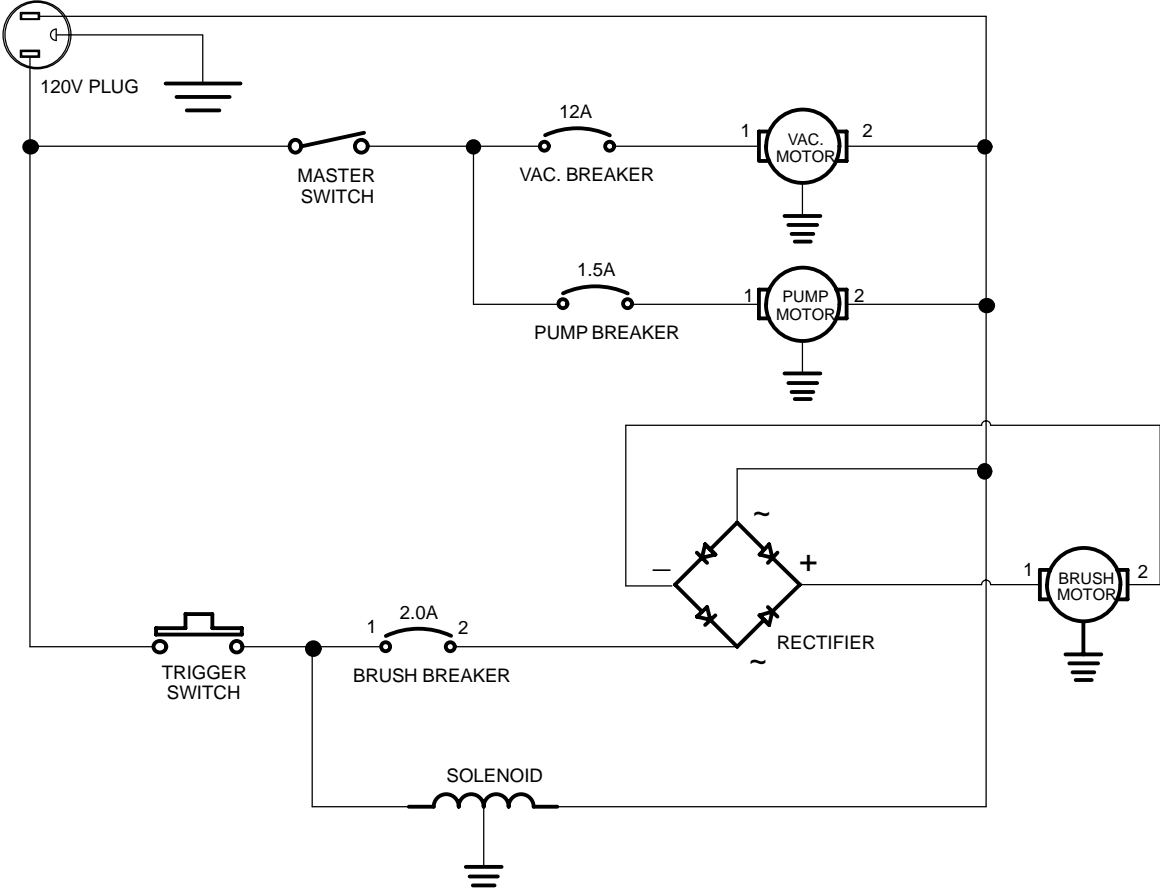 120V PLUG
12A
1
VAC.
MOTOR
2
MASTER
SWITCH
VAC. BREAKER
1.5A
1
PUMP
MOTOR
2
PUMP BREAKER
~
–
+
1
BRUSH
MOTOR
2
2.0A
1
2
RECTIFIER
~
TRIGGER
SWITCH
BRUSH BREAKER
SOLENOID